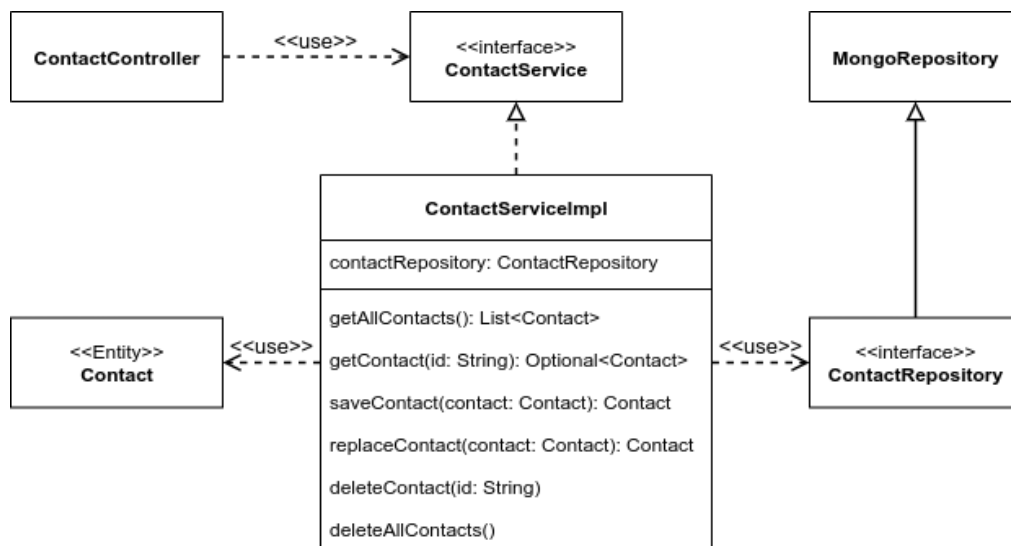 ContactController
<<use>>
<<interface>>
ContactService
MongoRepository
ContactServiceImpl
contactRepository: ContactRepository
getAllContacts(): List<Contact>
getContact(id: String): Optional<Contact>
saveContact(contact: Contact): Contact
replaceContact(contact: Contact): Contact
deleteContact(id: String)
deleteAllContacts()
<<Entity>>
Contact
<<use>>
<<use>>
<<interface>>
ContactRepository